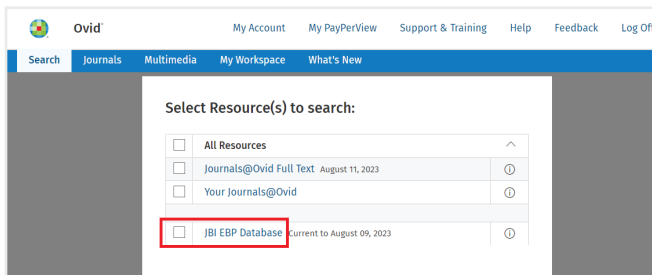 Ovid® My Account My PayPerView Support & Training Help Feedback Log Of
Search Journals Multimedia My Workspace What's New
Select Resource(s) to search:
All Resources
Journals@Ovid Full Text August 11, 2023
Your Journals@Ovid
JBI EBP Database Current to August 09, 2023